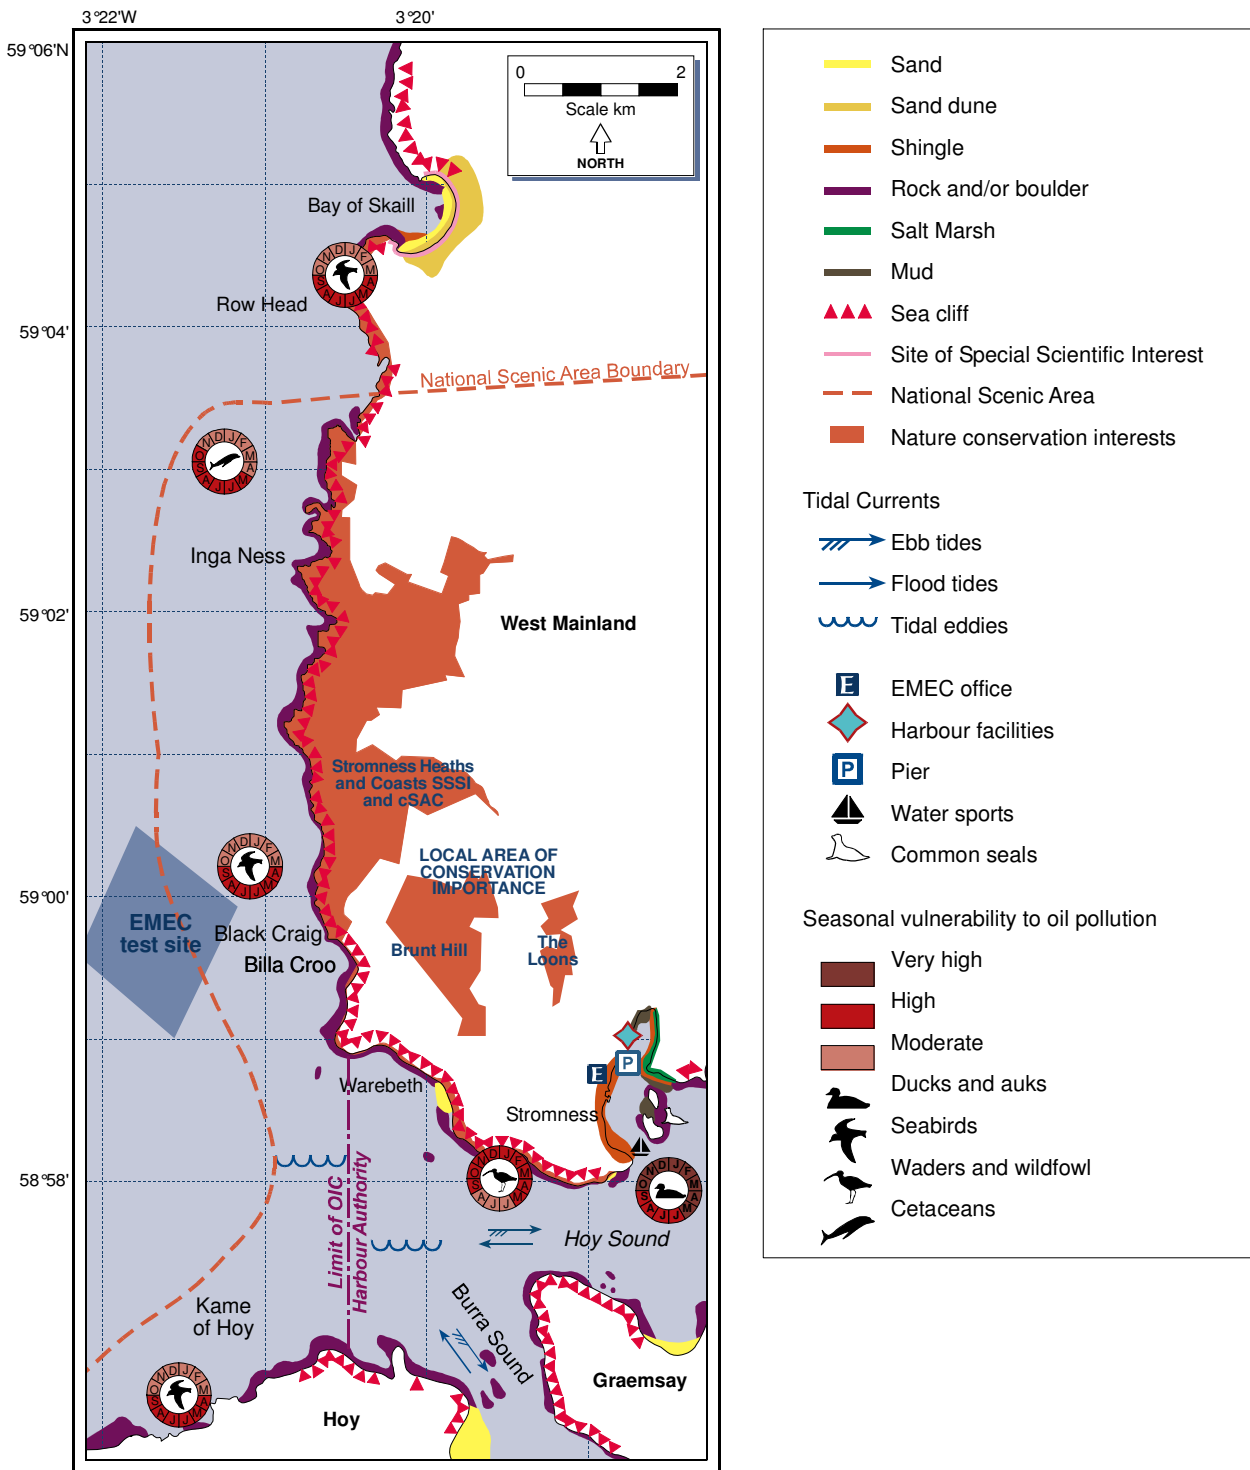 3°22'W
3°20'
59°06'N
59°04'
59°02'
59°00'
58°58'
0
2
Scale km
NORTH
Bay of Skaill
Row Head
National Scenic Area Boundary
Inga Ness
West Mainland
Stromness Heaths
and Coasts SSSI
and cSAC
LOCAL AREA OF
CONSERVATION
IMPORTANCE
EMEC
test site
Black Craig
Billa Croo
Brunt Hill
The
Loons
Warebeth
Stromness
E
P
Limit of OIC
Harbour Authority
Hoy Sound
Burra Sound
Kame
of Hoy
Hoy
Graemsay
J F M A M J J A S O N D
J F M A M J J A S O N D
J F M A M J J A S O N D
J F M A M J J A S O N D
J F M A M J J A S O N D
J F M A M J J A S O N D
Sand
Sand dune
Shingle
Rock and/or boulder
Salt Marsh
Mud
Sea cliff
Site of Special Scientific Interest
National Scenic Area
Nature conservation interests
Tidal Currents
Ebb tides
Flood tides
Tidal eddies
E EMEC office
Harbour facilities
P Pier
Water sports
Common seals
Seasonal vulnerability to oil pollution
Very high
High
Moderate
Ducks and auks
Seabirds
Waders and wildfowl
Cetaceans